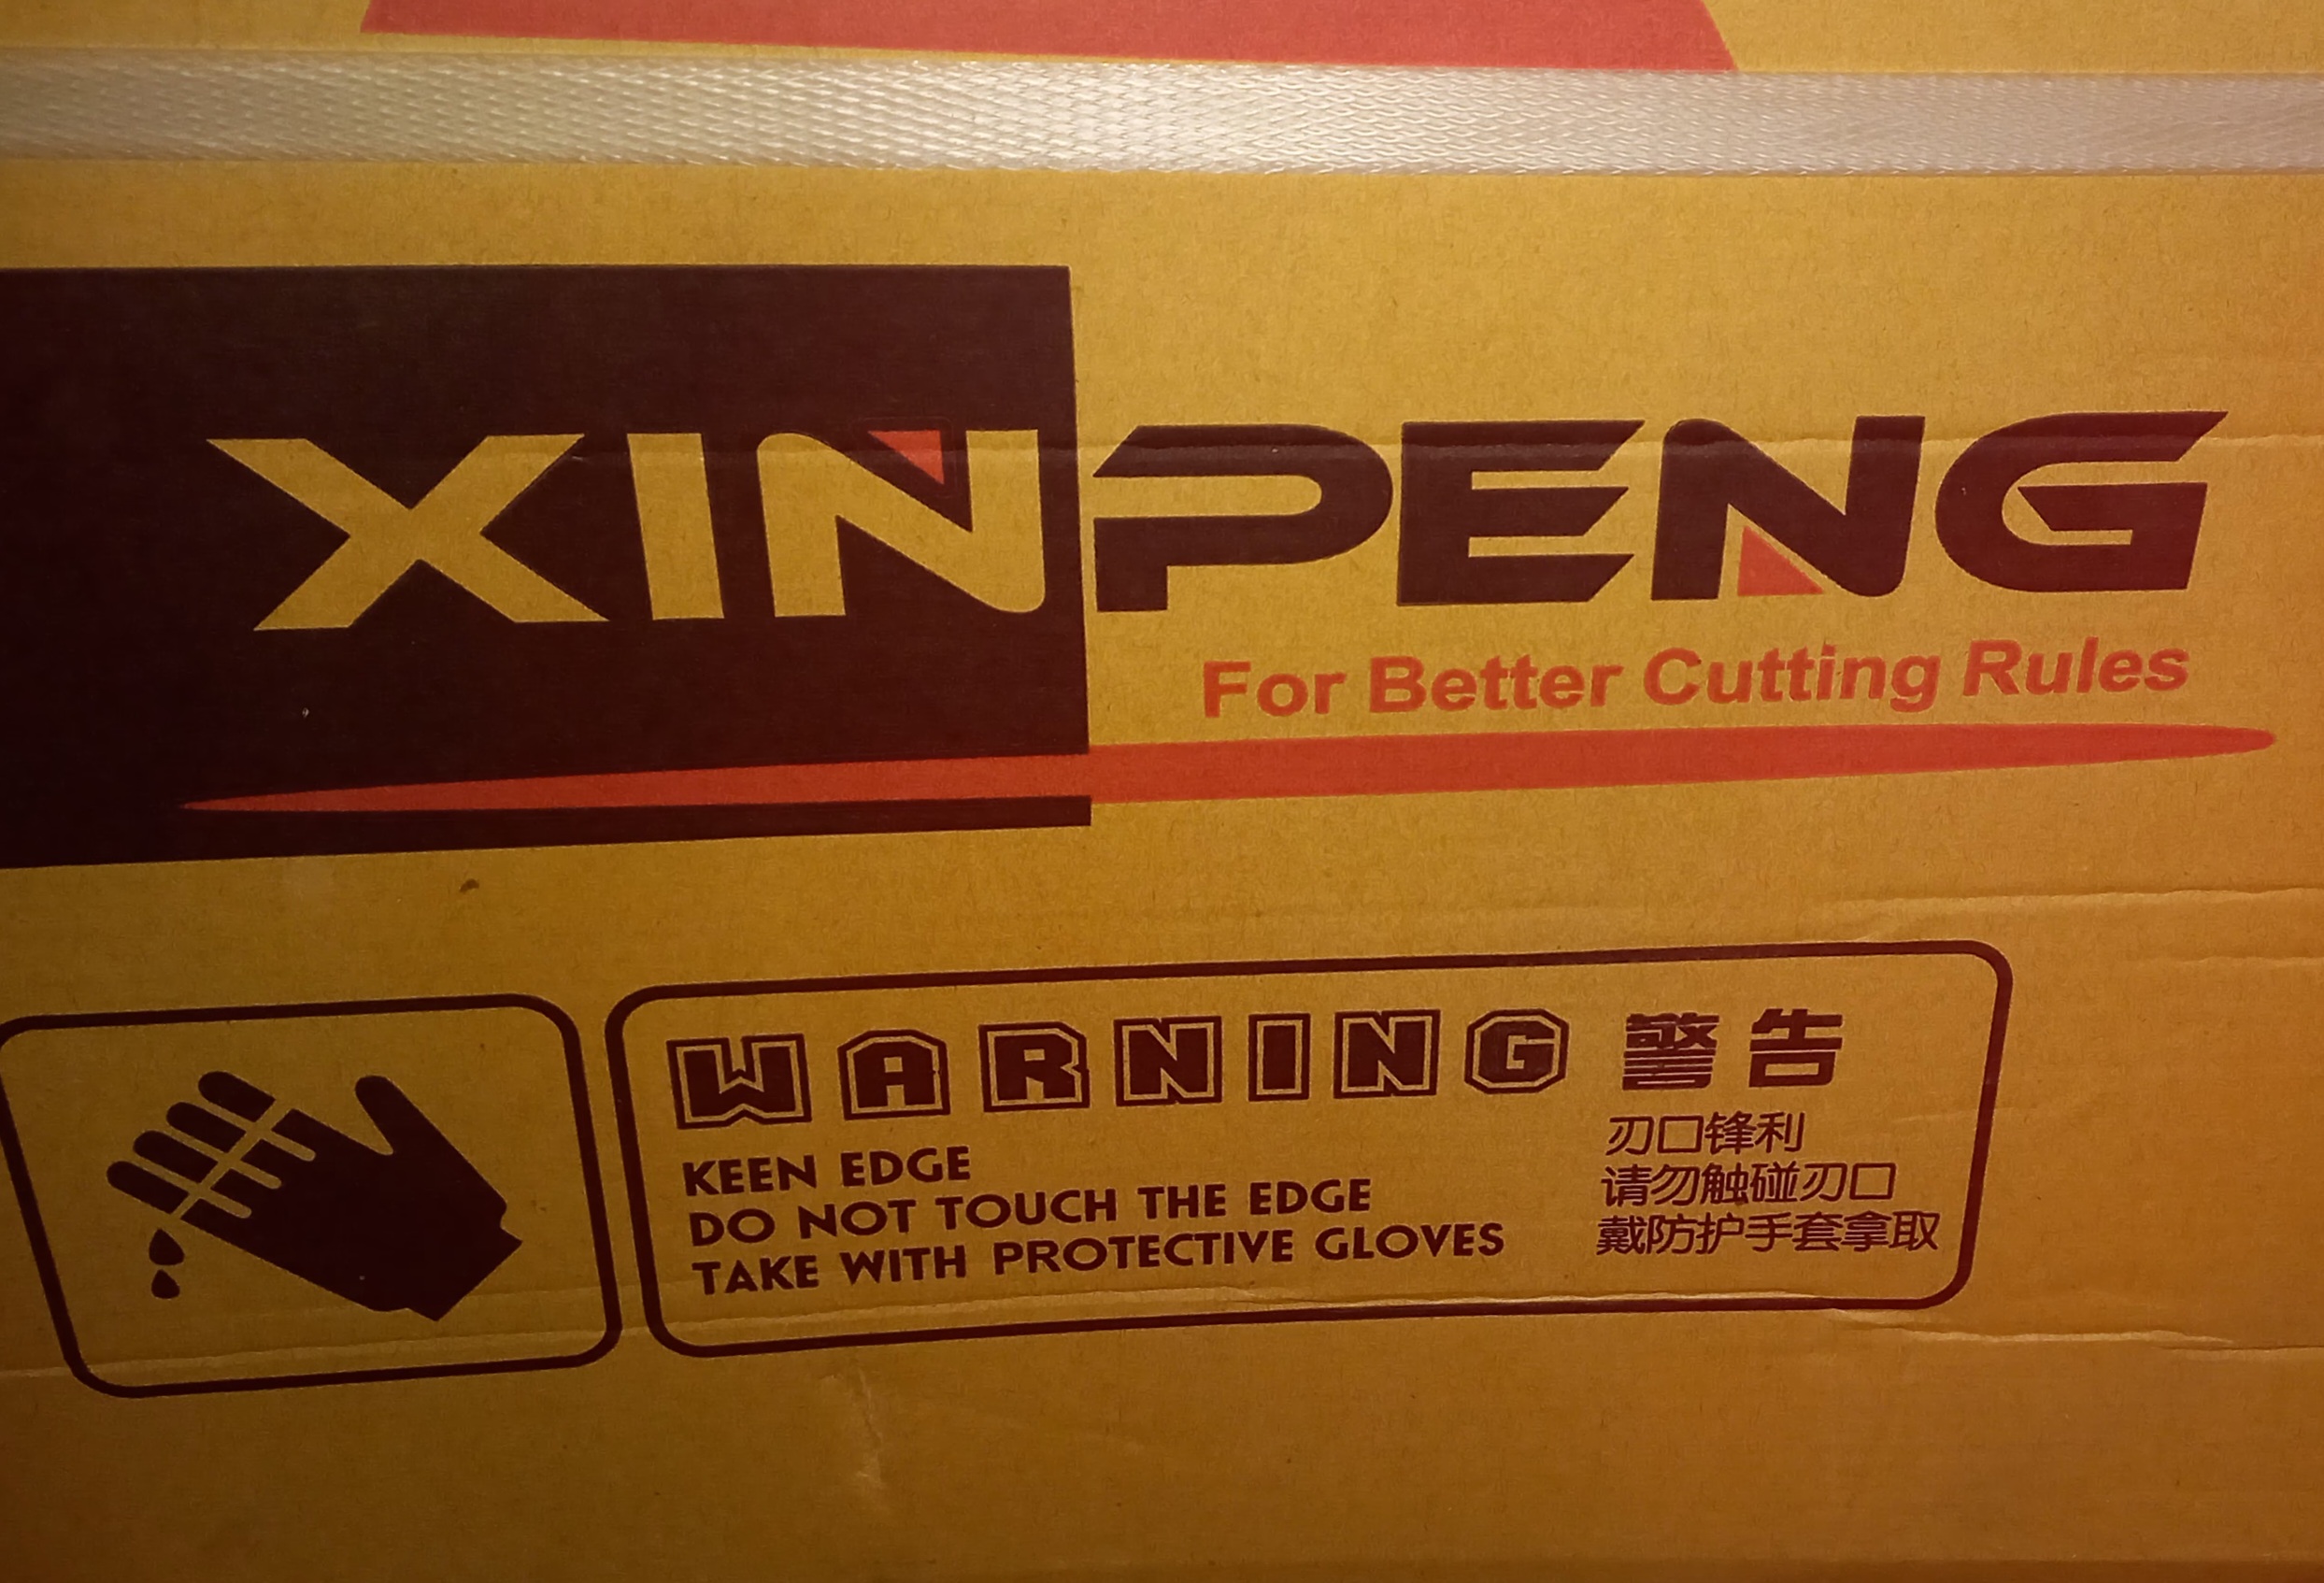 XINPENG
For Better Cutting Rules
WARNING 警告
KEEN EDGE
DO NOT TOUCH THE EDGE
TAKE WITH PROTECTIVE GLOVES
刃口锋利
请勿触碰刃口
戴防护手套拿取